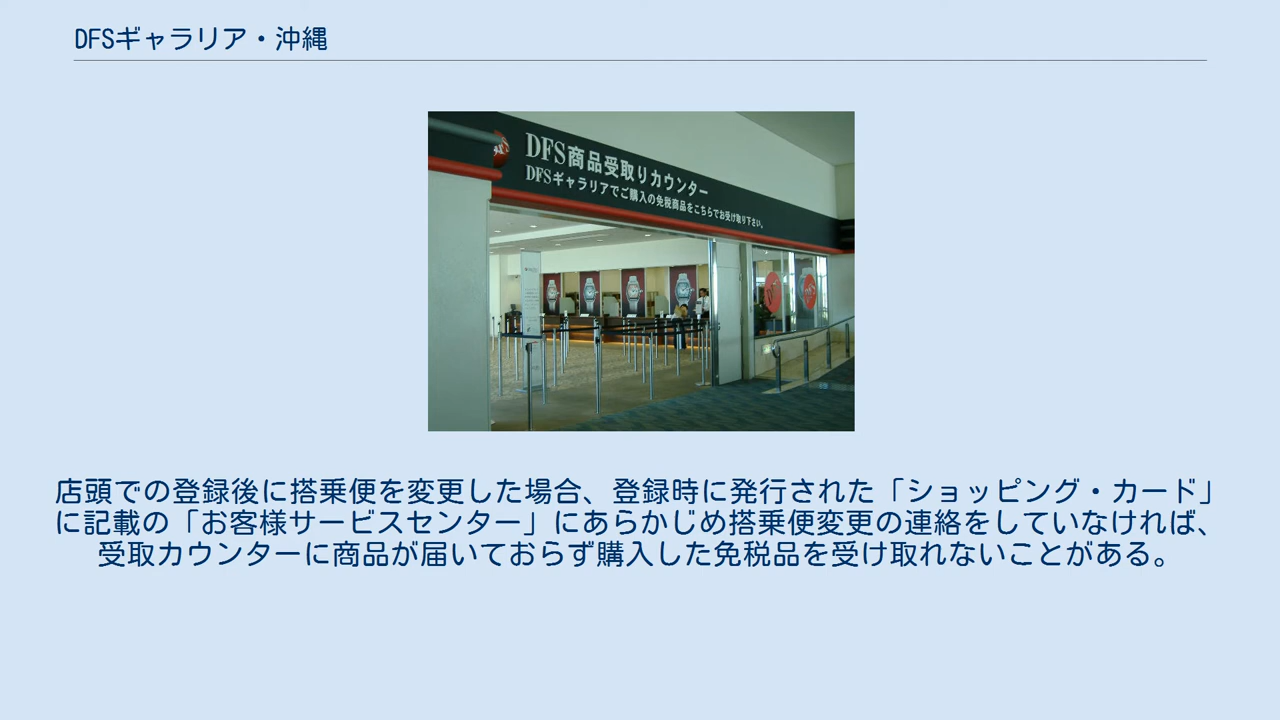 DFSギャラリア・沖縄
DFS商品受取りカウンター
DFSギャラリアでご購入の免税商品をこちらでお受け取り下さい。
店頭での登録後に搭乗便を変更した場合、登録時に発行された「ショッピング・カード」
に記載の「お客様サービスセンター」にあらかじめ搭乗便変更の連絡をしていなければ、
受取カウンターに商品が届いておらず購入した免税品を受け取れないことがある。